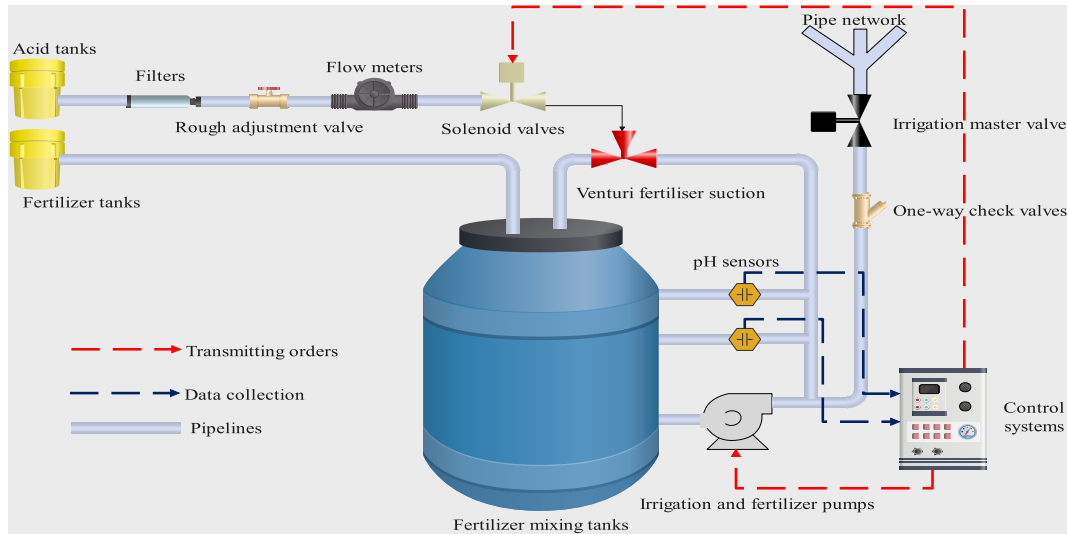 Pipe network
Acid tanks
Filters
Flow meters
Rough adjustment valve
Solenoid valves
Irrigation master valve
Fertilizer tanks
Venturi fertiliser suction
One-way check valves
pH sensors
Transmitting orders
Data collection
Pipelines
Control
systems
Irrigation and fertilizer pumps
Fertilizer mixing tanks